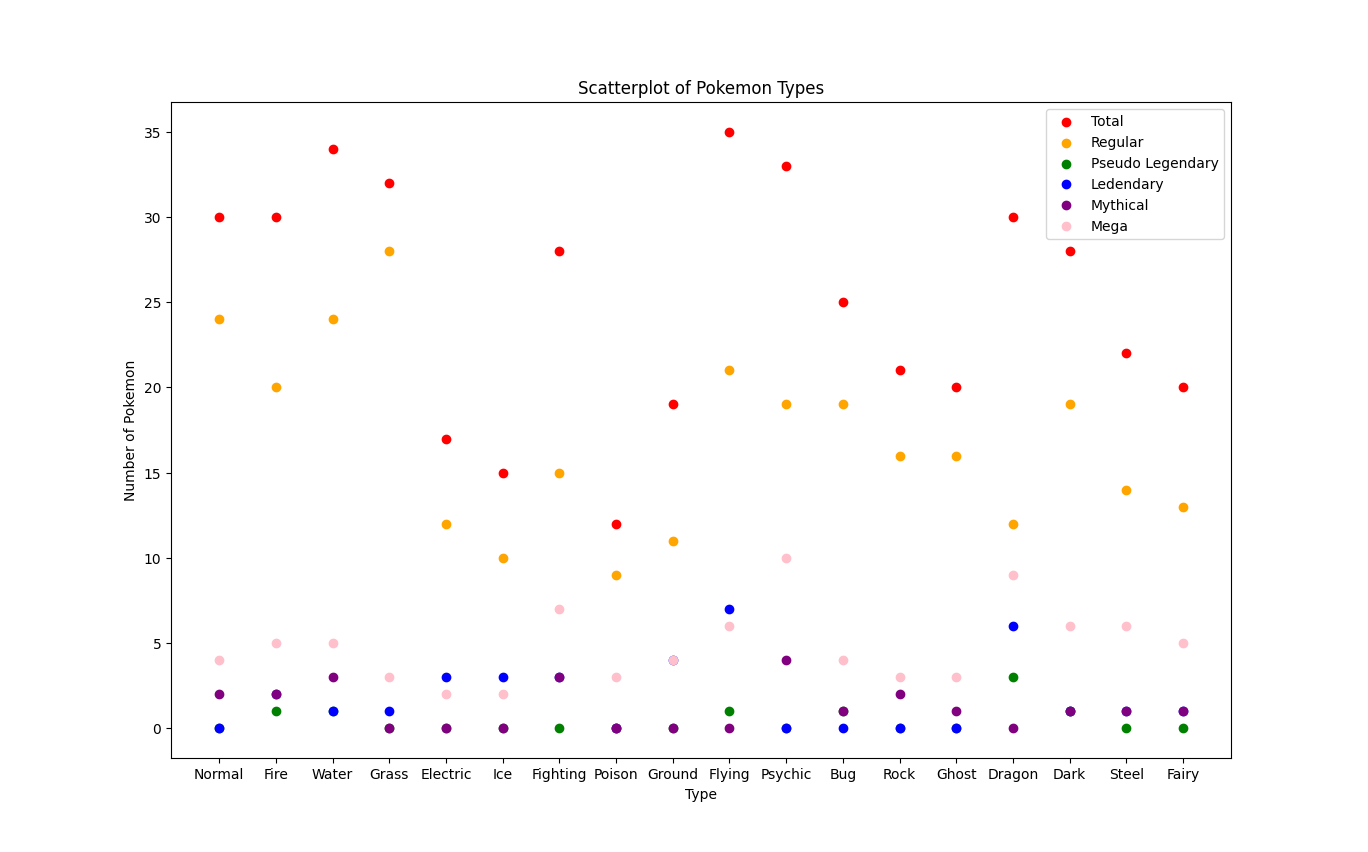 Scatterplot of Pokemon Types
Total
Regular
Pseudo Legendary
Ledendary
Mythical
Mega
35
30
25
20
15
10
5
0
Number of Pokemon
Normal Fire Water Grass Electric Ice Fighting Poison Ground Flying Psychic Bug Rock Ghost Dragon Dark Steel Fairy
Type